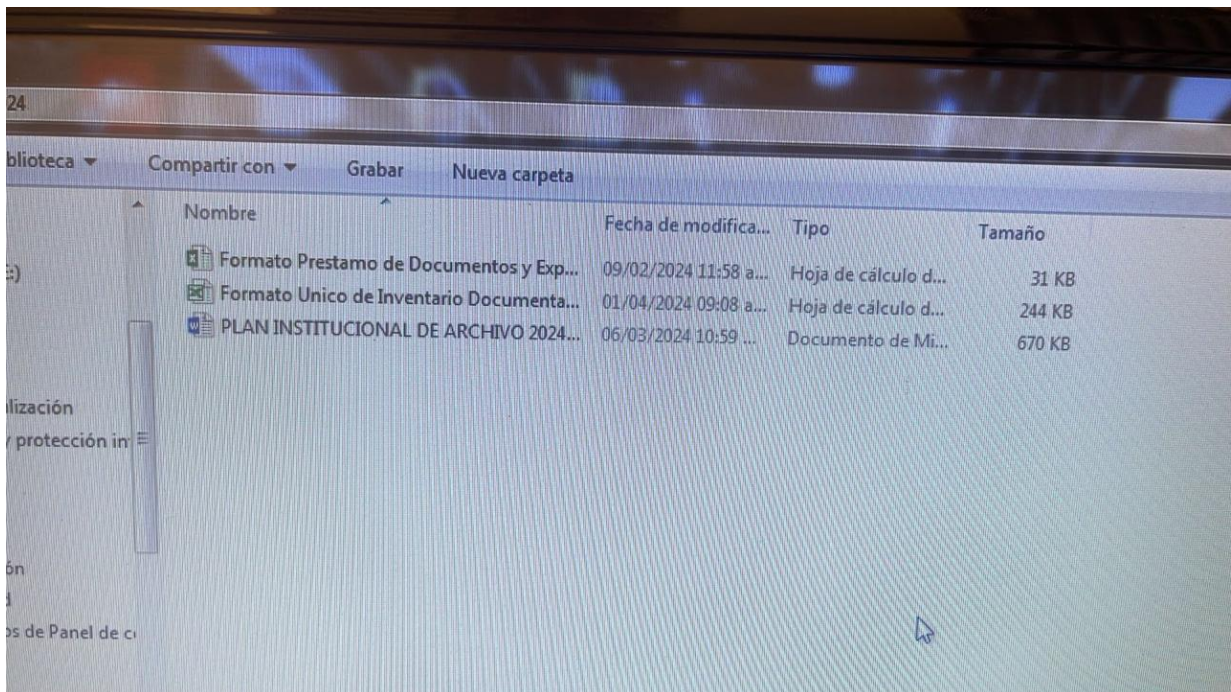 24
blioteca Compartir con Grabar Nueva carpeta
Nombre Fecha de modifica... Tipo Tamaño
Formato Prestamo de Documentos y Exp... 09/02/2024 11:58 a... Hoja de cálculo d... 31 KB
Formato Unico de Inventario Documenta... 01/04/2024 09:08 a... Hoja de cálculo d... 244 KB
PLAN INSTITUCIONAL DE ARCHIVO 2024... 06/03/2024 10:59 ... Documento de Mi... 670 KB
:)
lización
y protección in
ón
d
os de Panel de c